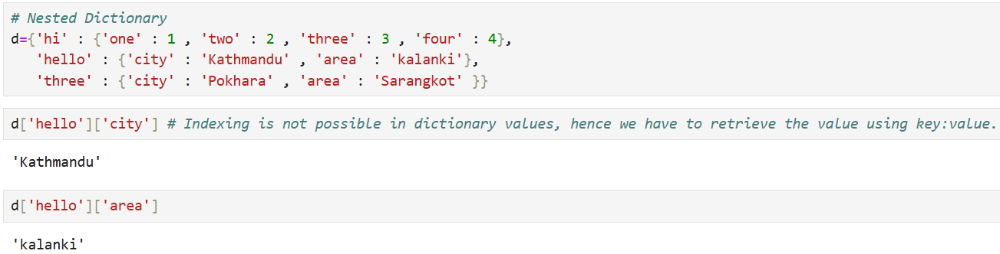 # Nested Dictionary
d={'hi' : {'one' : 1 , 'two' : 2 , 'three' : 3 , 'four' : 4},
'hello' : {'city' : 'Kathmandu' , 'area' : 'kalanki'},
'three' : {'city' : 'Pokhara' , 'area' : 'Sarangkot' }}
d['hello']['city'] # Indexing is not possible in dictionary values, hence we have to retrieve the value using key:value.
'Kathmandu'
d['hello']['area']
'kalanki'